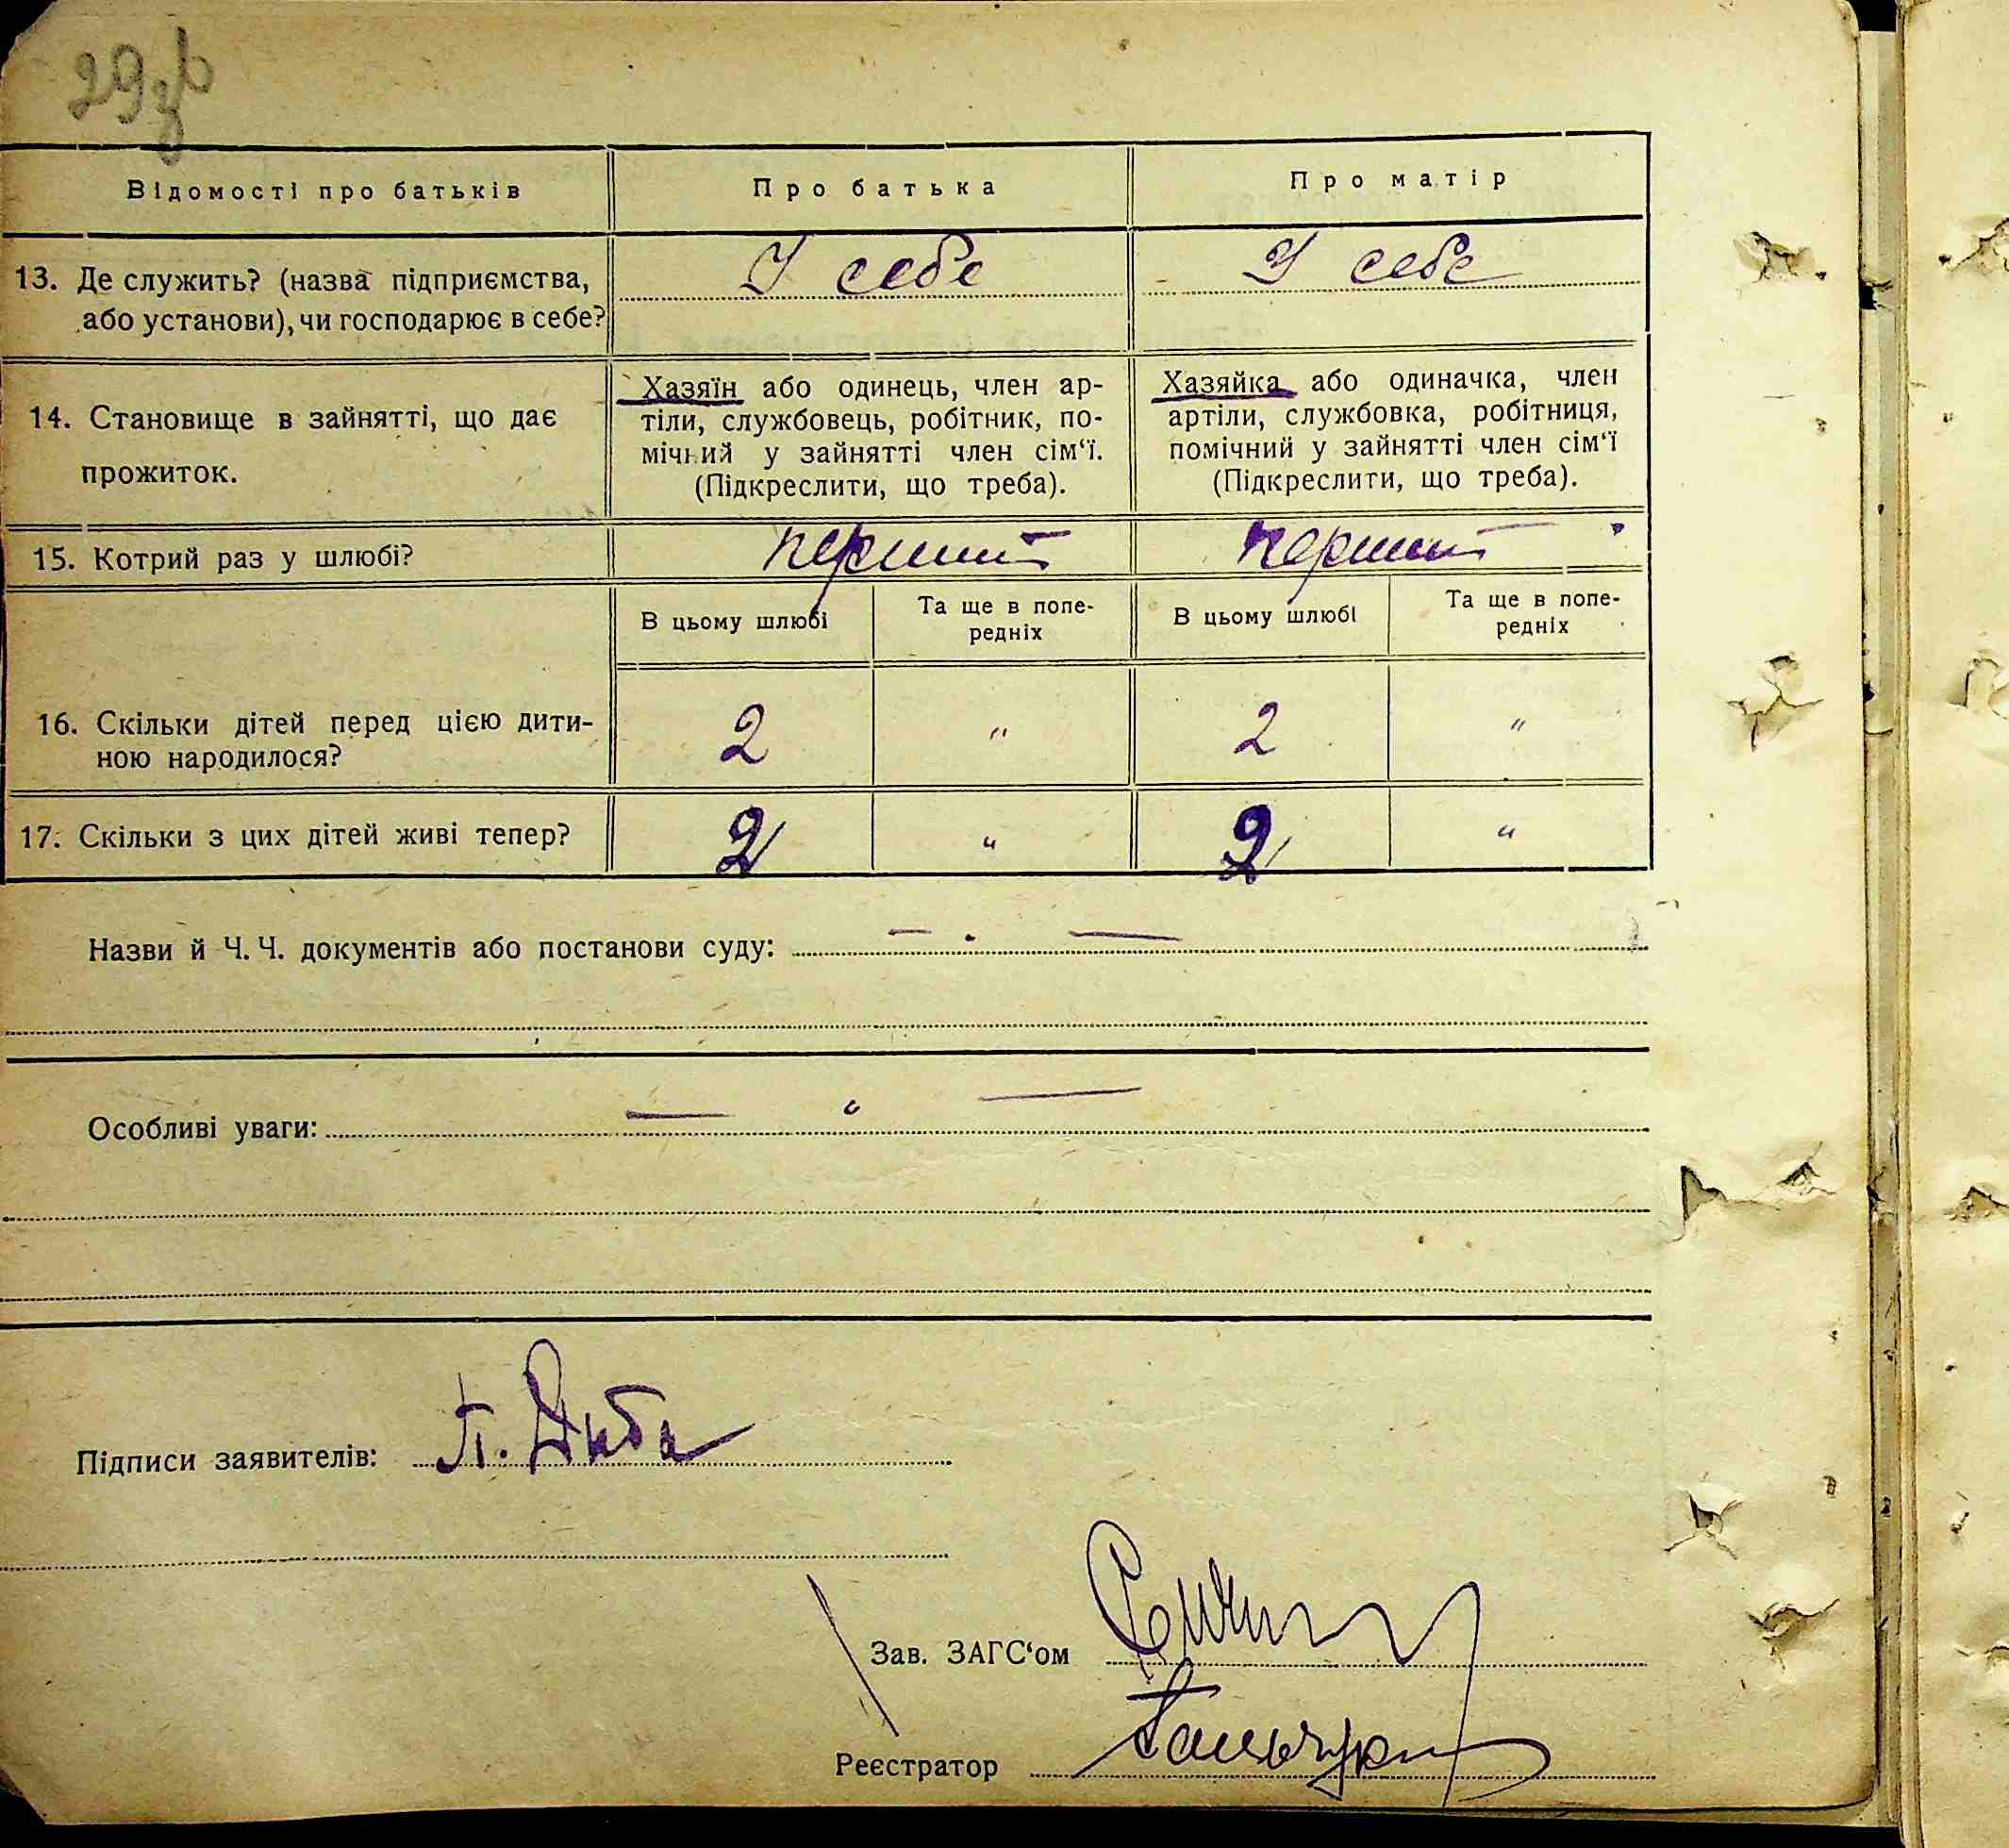 29зв
Відомості про батьків
Про батька
Про матір
13. Де служить? (назва підприємства,
або установи), чи господарює в себе?
У себе
У себе
14. Становище в зайнятті, що дає
прожиток.
Хазяїн або одинець, член ар-
тіли, службовець, робітник, по-
мічний у зайнятті член сім‘ї.
(Підкреслити, що треба).
Хазяйка або одиначка, член
артіли, службовка, робітниця,
помічний у зайнятті член сім‘ї
(Підкреслити, що треба).
15. Котрий раз у шлюбі?
перший
перший
В цьому шлюбі
Та ще в попе-
редніх
В цьому шлюбі
Та ще в попе-
редніх
16. Скільки дітей перед цією дити-
ною народилося?
2
"
2
"
17. Скільки з цих дітей живі тепер?
2
"
2
"
Назви й Ч. Ч. документів або постанови суду: — . —
Особливі уваги: — " —
Підписи заявителів: П. Диба
Зав. ЗАГС‘ом
Реєстратор